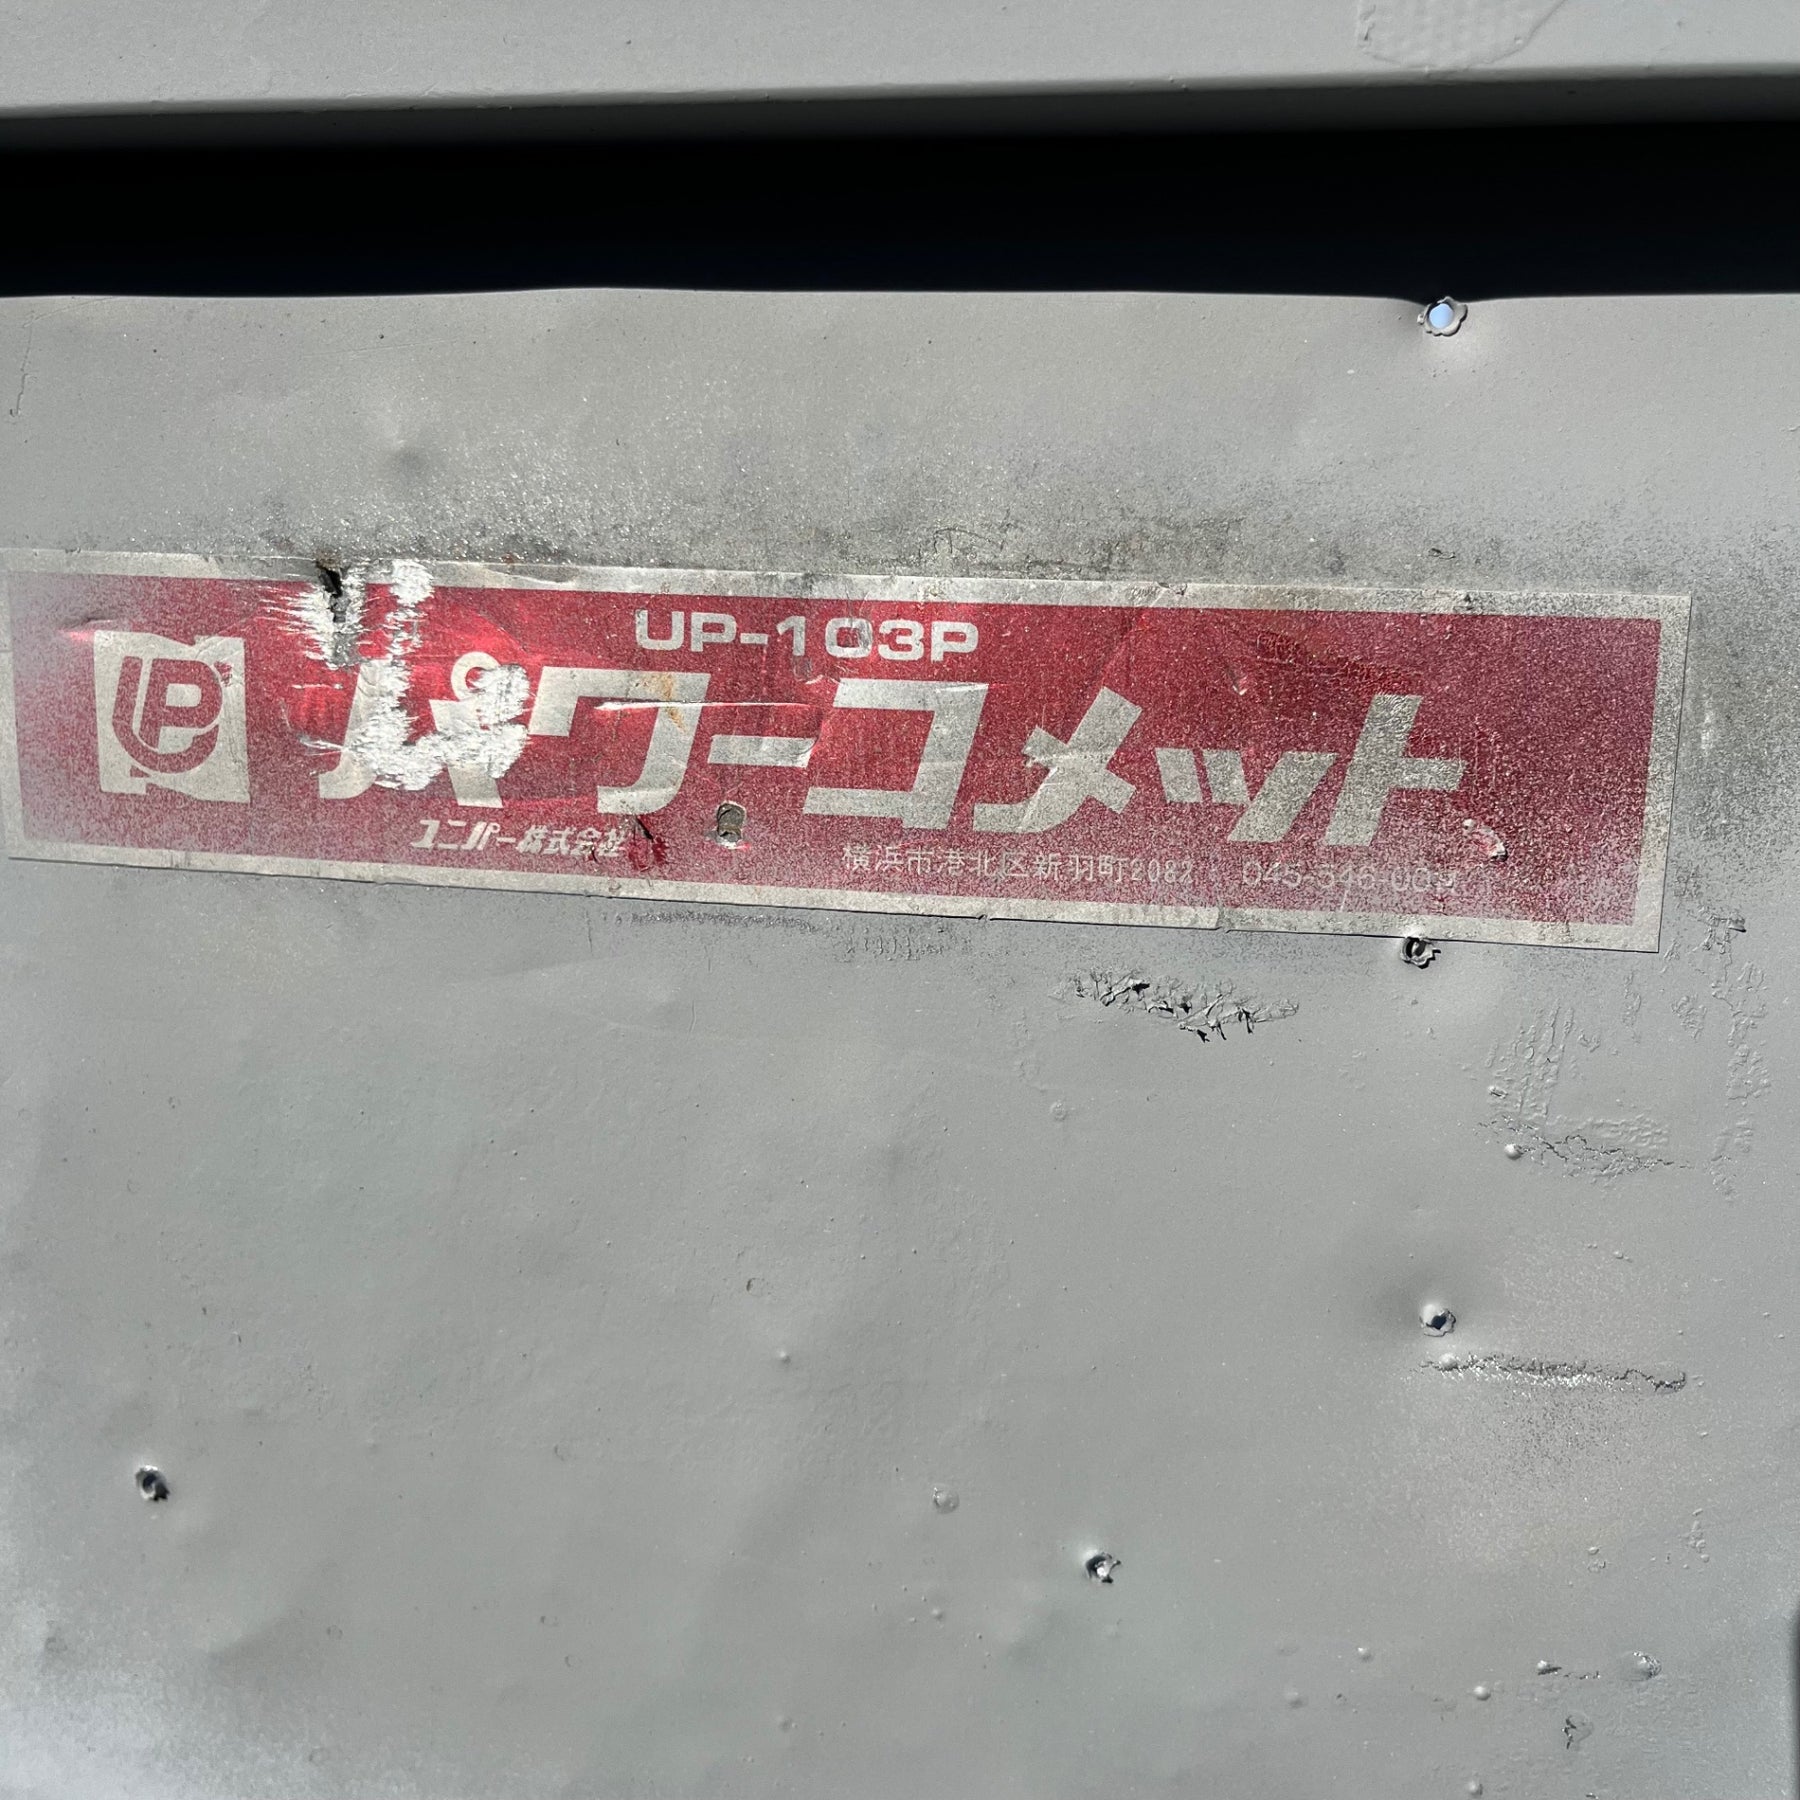 UP-103P
UP パワーコメット
ユニパー株式会社
横浜市港北区新羽町2082